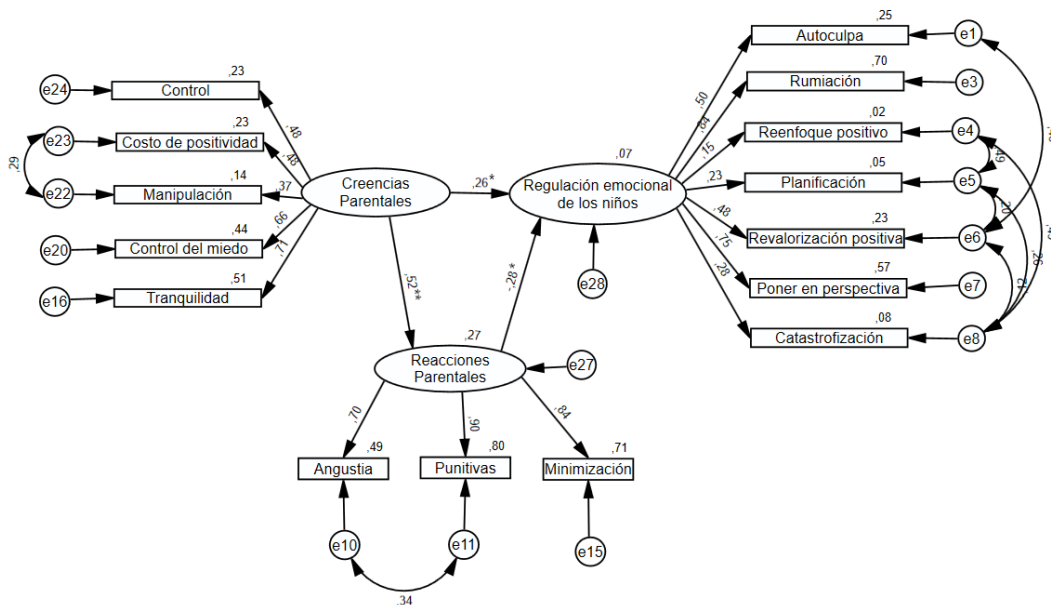 ,23
e24
Control
,48
,23
e23
Costo de positividad
,48
,29
,14
e22
Manipulación
,37
,44
e20
Control del miedo
,66
,51
e16
Tranquilidad
,71
Creencias
Parentales
,26*
,52**
-,28*
,07
Regulación emocional
de los niños
e28
,25
Autoculpa
e1
,50
,70
Rumiación
e3
,84
,02
Reenfoque positivo
e4
,15
,49
,05
Planificación
e5
,23
,20
,23
Revalorización positiva
e6
,48
,57
Poner en perspectiva
e7
,75
,26
,08
Catastrofización
e8
,28
,27
Reacciones
Parentales
e27
,70
,90
,84
,49
Angustia
,80
Punitivas
,71
Minimización
e10
e11
e15
,34